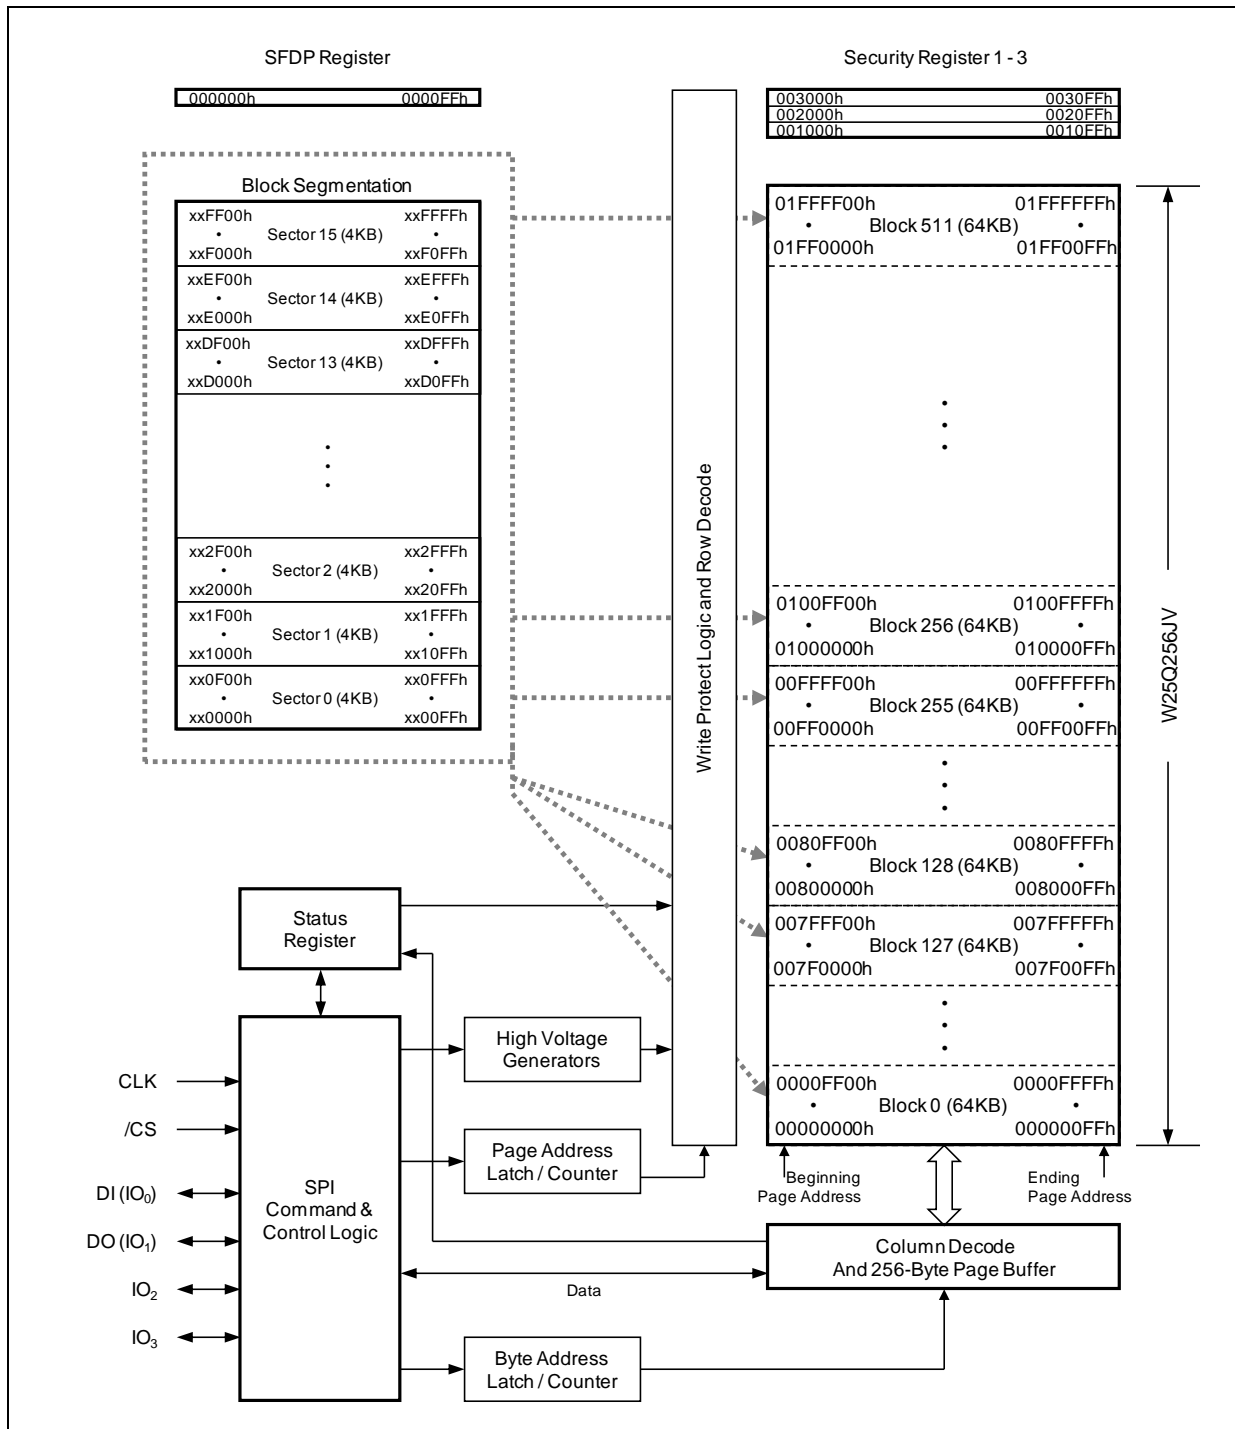 SFDP Register
000000h 0000FFh
Security Register 1 - 3
003000h 0030FFh
002000h 0020FFh
001000h 0010FFh
Block Segmentation
xxFF00h xxFFFFh
• Sector 15 (4KB) •
xxF000h xxF0FFh
xxEF00h xxEFFFh
• Sector 14 (4KB) •
xxE000h xxE0FFh
xxDF00h xxDFFFh
• Sector 13 (4KB) •
xxD000h xxD0FFh
xx2F00h xx2FFFh
• Sector 2 (4KB) •
xx2000h xx20FFh
xx1F00h xx1FFFh
• Sector 1 (4KB) •
xx1000h xx10FFh
xx0F00h xx0FFFh
• Sector 0 (4KB) •
xx0000h xx00FFh
Write Protect Logic and Row Decode
01FFFF00h 01FFFFFFh
• Block 511 (64KB) •
01FF0000h 01FF00FFh
0100FF00h 0100FFFFh
• Block 256 (64KB) •
01000000h 010000FFh
00FFFF00h 00FFFFFFh
• Block 255 (64KB) •
00FF0000h 00FF00FFh
0080FF00h 0080FFFFh
• Block 128 (64KB) •
00800000h 008000FFh
007FFF00h 007FFFFFh
• Block 127 (64KB) •
007F0000h 007F00FFh
0000FF00h 0000FFFFh
• Block 0 (64KB) •
00000000h 000000FFh
W25Q256JV
Beginning
Page Address
Ending
Page Address
Status
Register
High Voltage
Generators
Page Address
Latch / Counter
CLK
/CS
DI (IO0)
DO (IO1)
IO2
IO3
SPI
Command &
Control Logic
Column Decode
And 256-Byte Page Buffer
Data
Byte Address
Latch / Counter